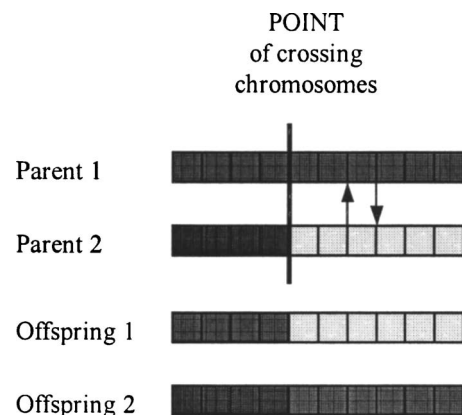 POINT
of crossing
chromosomes
Parent 1
Parent 2
Offspring 1
Offspring 2